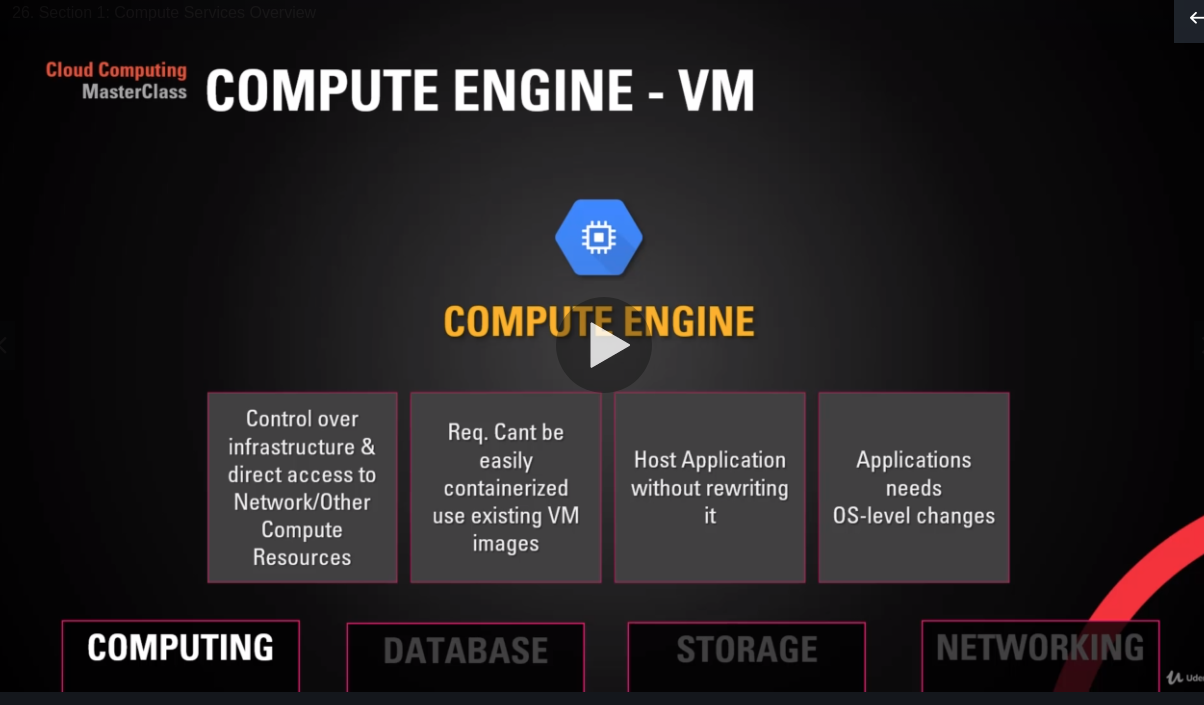 26. Section 1: Compute Services Overview
Cloud Computing
MasterClass
COMPUTE ENGINE - VM
COMPUTE ENGINE
Control over
infrastructure &
direct access to
Network/Other
Compute
Resources
Req. Cant be
easily
containerized
use existing VM
images
Host Application
without rewriting
it
Applications
needs
OS-level changes
COMPUTING
DATABASE
STORAGE
NETWORKING